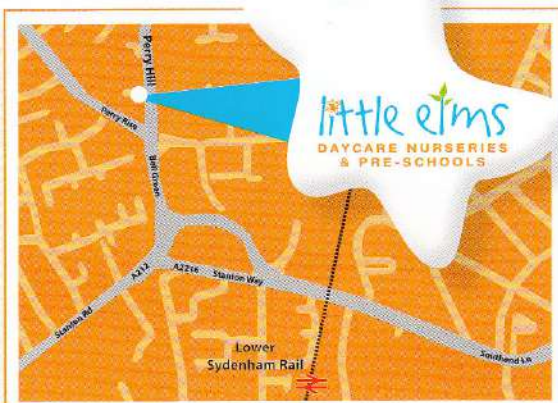 Perry Hill
Perry Rise
Bell Green
little elms
DAYCARE NURSERIES
& PRE-SCHOOLS
A212
A2216
Stanton Way
Stanton Rd
Southend Ln
Lower
Sydenham Rail